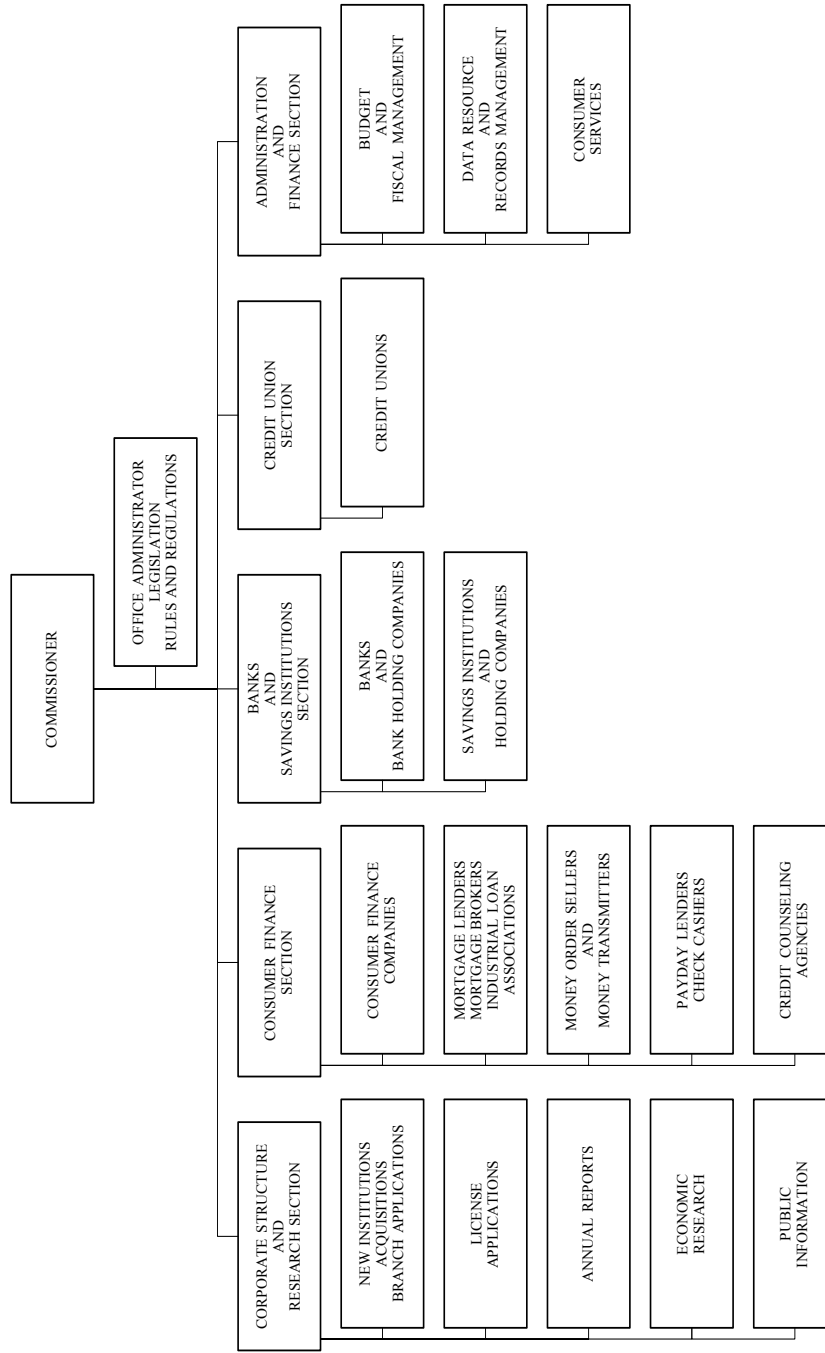 COMMISSIONER
OFFICE ADMINISTRATOR
LEGISLATION
RULES AND REGULATIONS
CORPORATE STRUCTURE
AND
RESEARCH SECTION
NEW INSTITUTIONS
ACQUISITIONS
BRANCH APPLICATIONS
LICENSE
APPLICATIONS
ANNUAL REPORTS
ECONOMIC
RESEARCH
PUBLIC
INFORMATION
CONSUMER FINANCE
SECTION
CONSUMER FINANCE
COMPANIES
MORTGAGE LENDERS
MORTGAGE BROKERS
INDUSTRIAL LOAN
ASSOCIATIONS
MONEY ORDER SELLERS
AND
MONEY TRANSMITTERS
PAYDAY LENDERS
CHECK CASHERS
CREDIT COUNSELING
AGENCIES
BANKS
AND
SAVINGS INSTITUTIONS
SECTION
BANKS
AND
BANK HOLDING COMPANIES
SAVINGS INSTITUTIONS
AND
HOLDING COMPANIES
CREDIT UNION
SECTION
CREDIT UNIONS
ADMINISTRATION
AND
FINANCE SECTION
BUDGET
AND
FISCAL MANAGEMENT
DATA RESOURCE
AND
RECORDS MANAGEMENT
CONSUMER
SERVICES